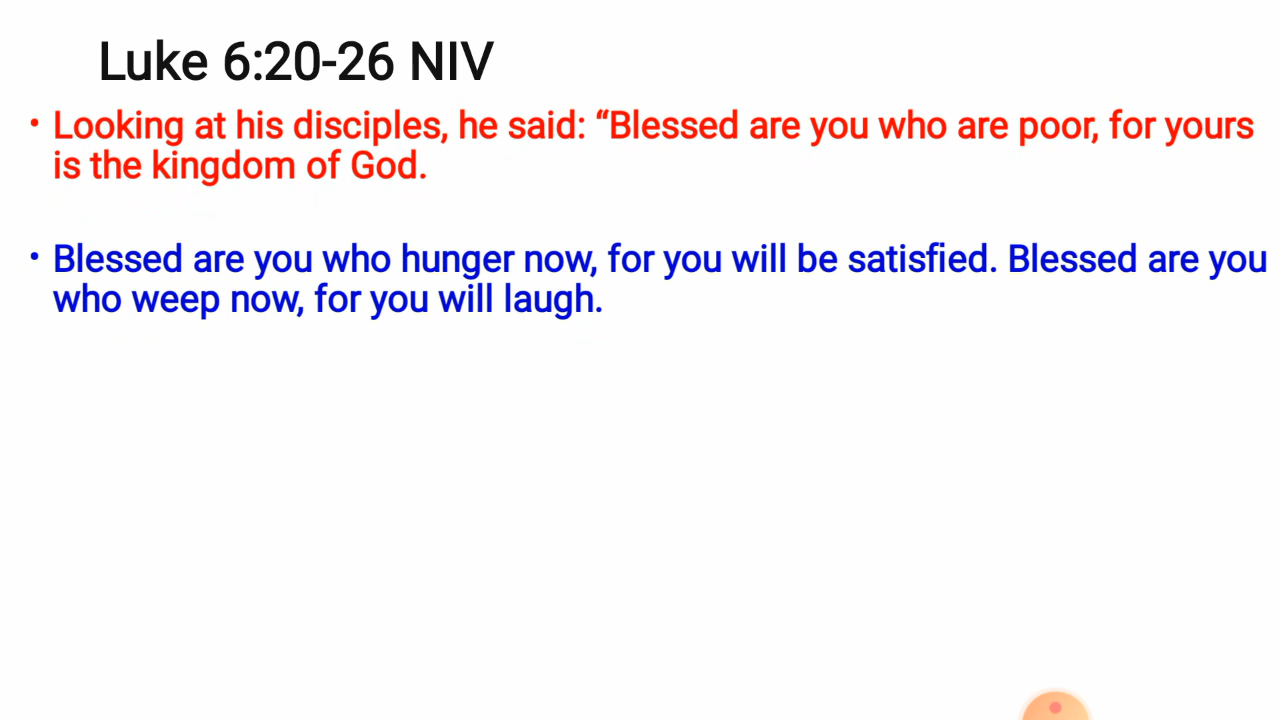 Luke 6:20-26 NIV
• Looking at his disciples, he said: “Blessed are you who are poor, for yours
is the kingdom of God.
• Blessed are you who hunger now, for you will be satisfied. Blessed are you
who weep now, for you will laugh.